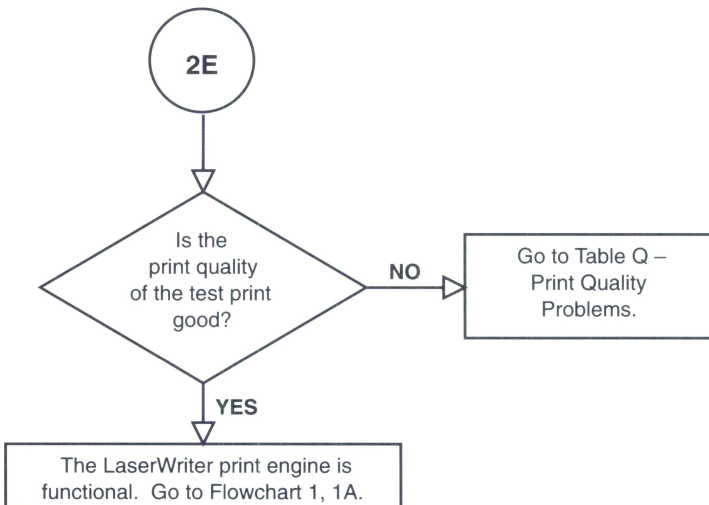 2E
Is the
print quality
of the test print
good?
NO
Go to Table Q –
Print Quality
Problems.
YES
The LaserWriter print engine is
functional. Go to Flowchart 1, 1A.